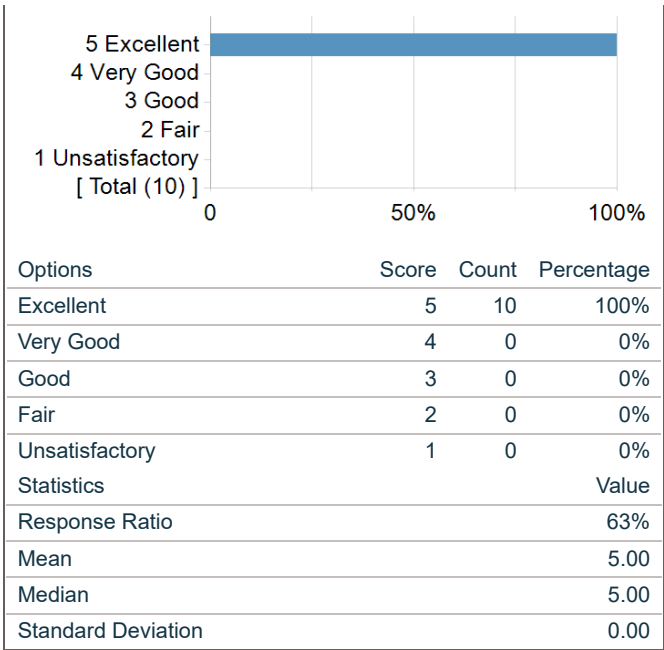 5 Excellent
4 Very Good
3 Good
2 Fair
1 Unsatisfactory
[ Total (10) ]
0 50% 100%
Options Score Count Percentage
Excellent 5 10 100%
Very Good 4 0 0%
Good 3 0 0%
Fair 2 0 0%
Unsatisfactory 1 0 0%
Statistics Value
Response Ratio 63%
Mean 5.00
Median 5.00
Standard Deviation 0.00